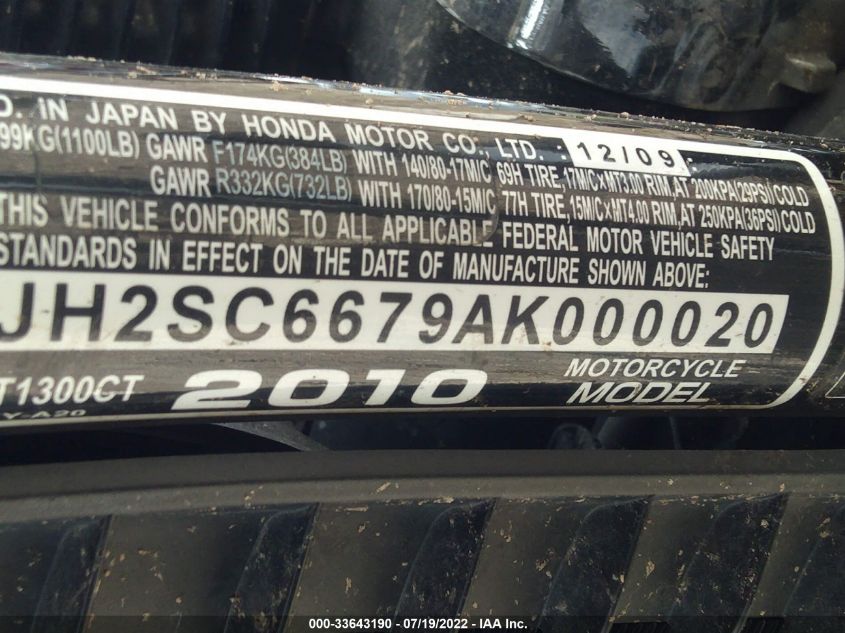 D. IN JAPAN BY HONDA MOTOR CO., LTD. : 12/09
99KG(1100LB) GAWR F174KG(384LB) WITH 140/80-17M/C 69H TIRE,17M/C×MT3.00 RIM,AT 200KPA(29PSI)COLD
GAWR R332KG(732LB) WITH 170/80-15M/C 77H TIRE,15M/C×MT4.00 RIM,AT 250KPA(36PSI)COLD
THIS VEHICLE CONFORMS TO ALL APPLICABLE FEDERAL MOTOR VEHICLE SAFETY
STANDARDS IN EFFECT ON THE DATE OF MANUFACTURE SHOWN ABOVE:
JH2SC6679AK000020
T1300CT 2010 MOTORCYCLE
MODEL
Y-A20
000-33643190 - 07/19/2022 - IAA Inc.